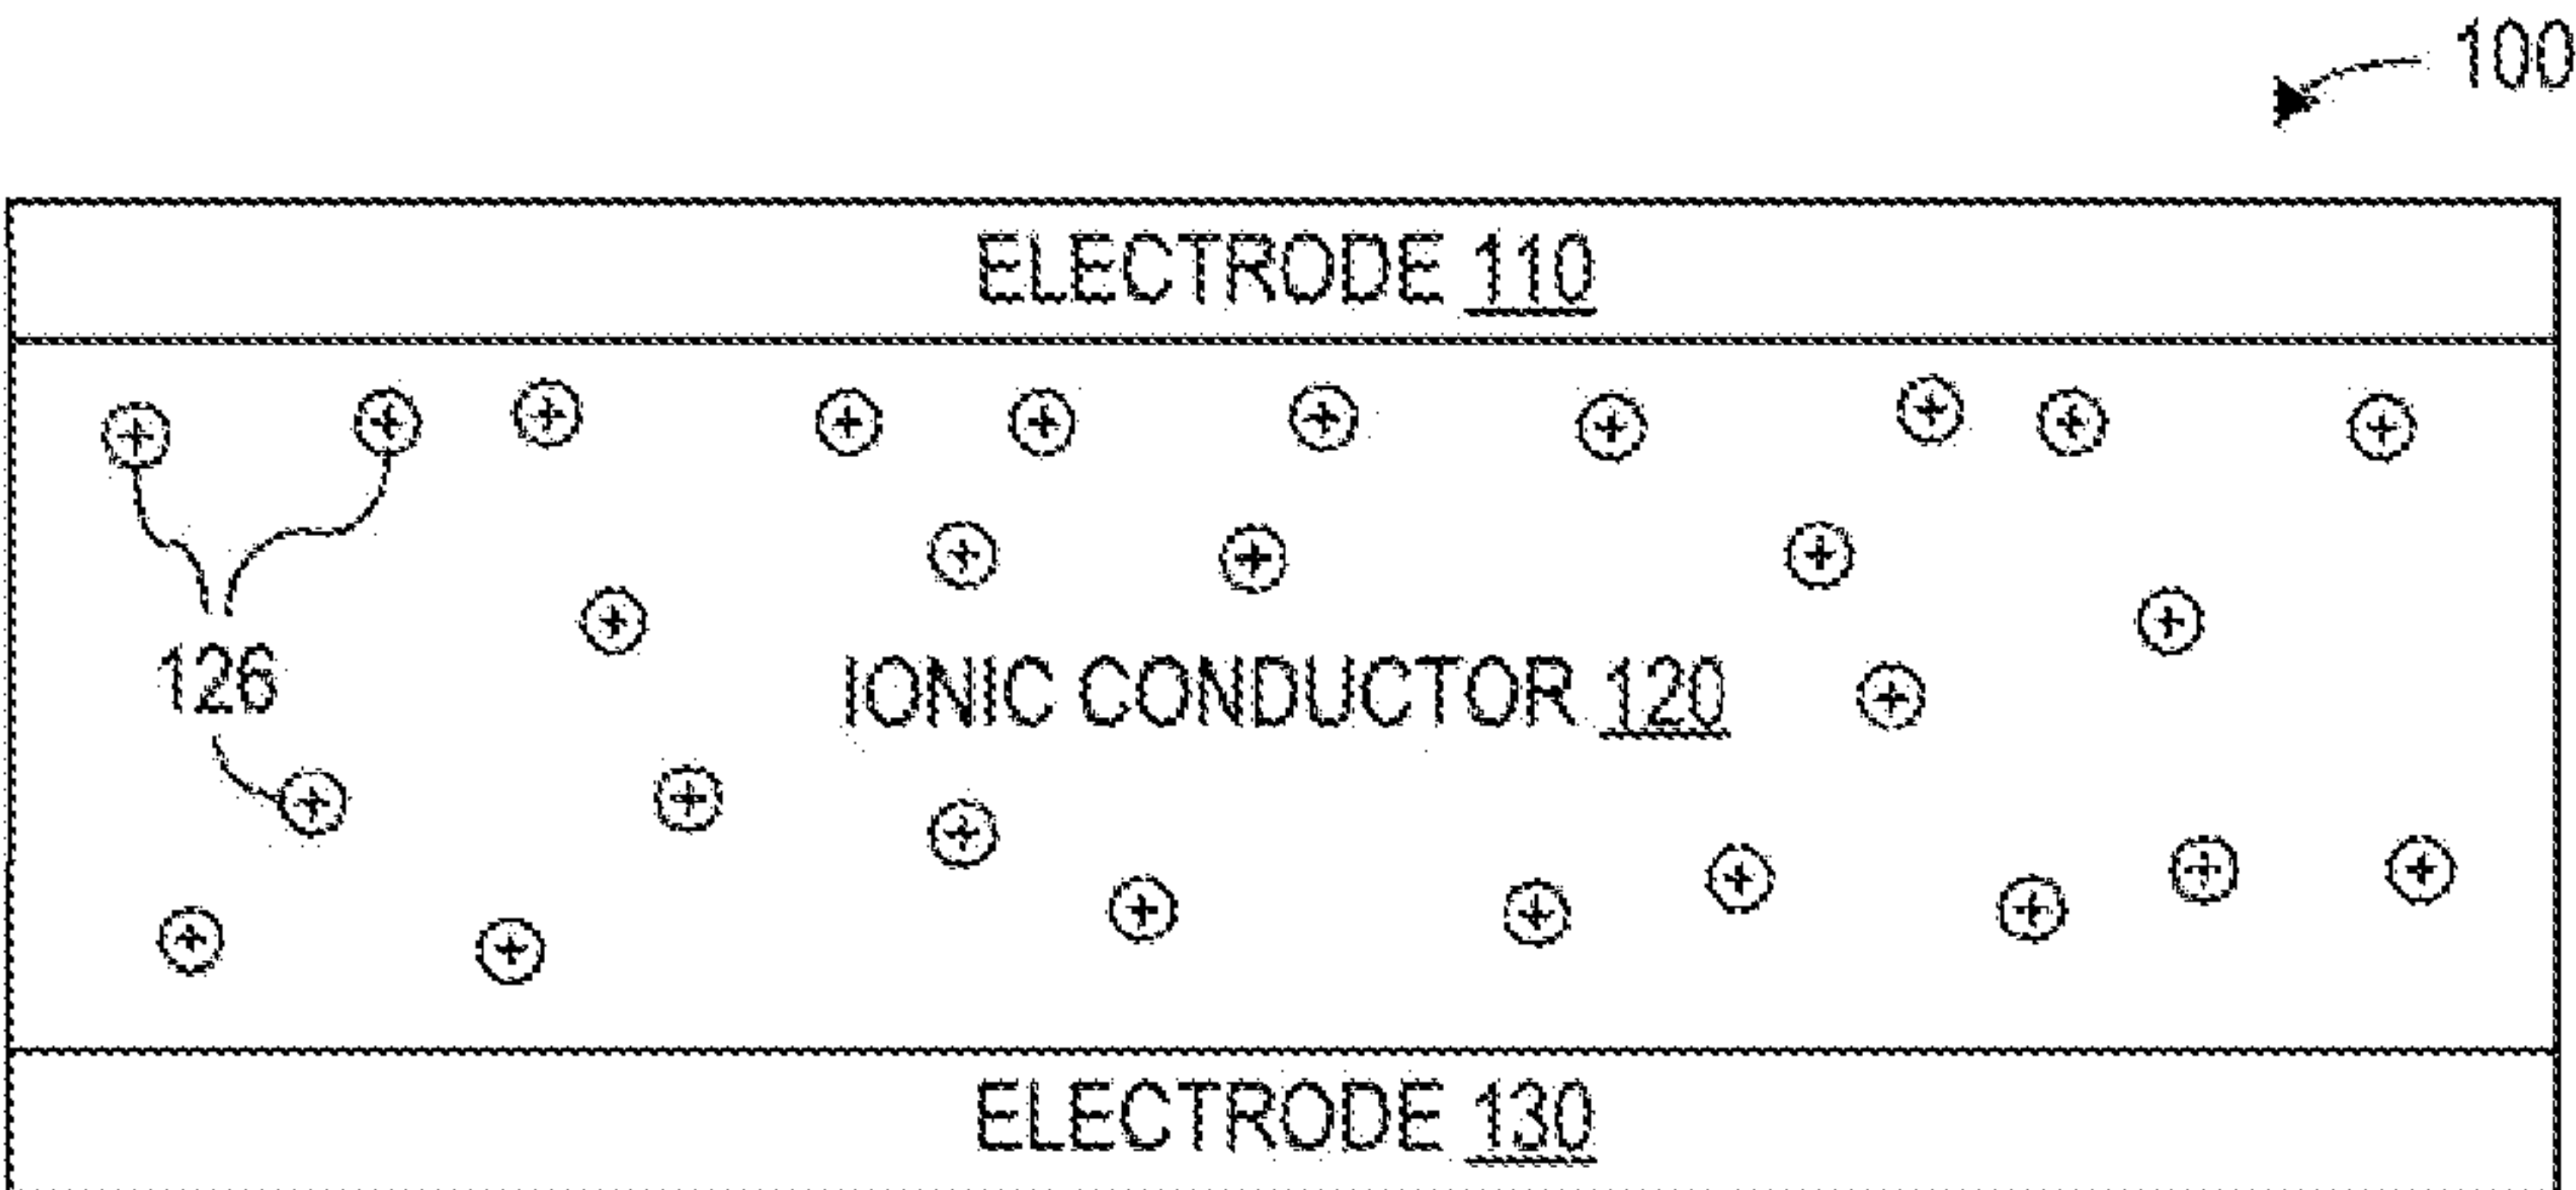 100
ELECTRODE 110
126
IONIC CONDUCTOR 120
ELECTRODE 130